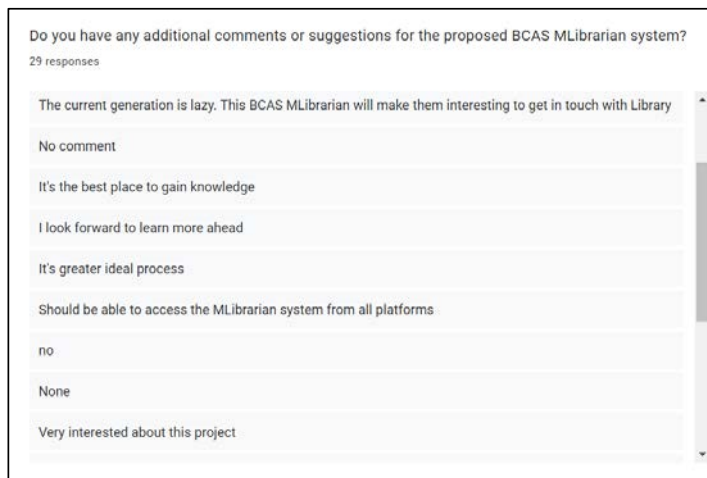 Do you have any additional comments or suggestions for the proposed BCAS MLibrarian system?
29 responses
The current generation is lazy. This BCAS MLibrarian will make them interesting to get in touch with Library
No comment
It's the best place to gain knowledge
I look forward to learn more ahead
It's greater ideal process
Should be able to access the MLibrarian system from all platforms
no
None
Very interested about this project